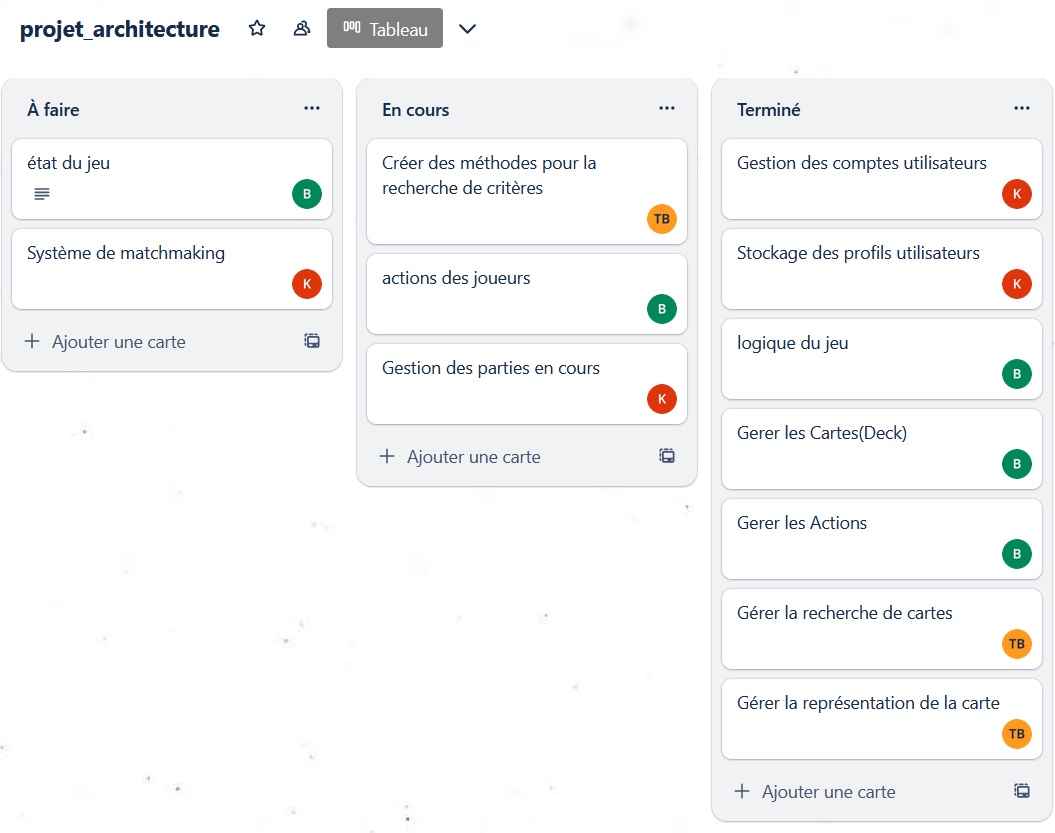 projet_architecture
Tableau
À faire
état du jeu
B
Système de matchmaking
K
Ajouter une carte
En cours
Créer des méthodes pour la
recherche de critères
TB
actions des joueurs
B
Gestion des parties en cours
K
Ajouter une carte
Terminé
Gestion des comptes utilisateurs
K
Stockage des profils utilisateurs
K
logique du jeu
B
Gerer les Cartes(Deck)
B
Gerer les Actions
B
Gérer la recherche de cartes
TB
Gérer la représentation de la carte
TB
Ajouter une carte